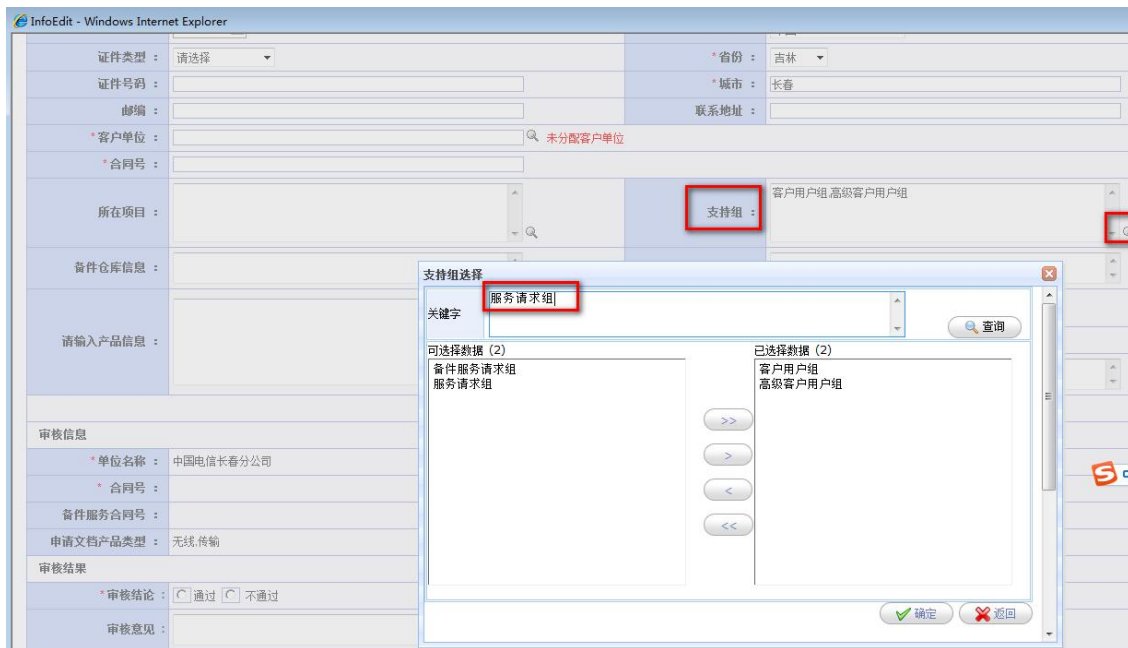 InfoEdit - Windows Internet Explorer
证件类型 : 请选择 *省份 : 吉林
证件号码 : *城市 : 长春
邮编 : 联系地址 :
*客户单位 : 未分配客户单位
*合同号 :
所在项目 : 支持组 : 客户用户组,高级客户用户组
备件仓库信息 :
请输入产品信息 :
支持组选择
关键字 服务请求组 查询
可选择数据 (2) 已选择数据 (2)
备件服务请求组 客户用户组
服务请求组 高级客户用户组
>>
>
<
<<
确定 返回
审核信息
*单位名称 : 中国电信长春分公司
* 合同号 :
备件服务合同号 :
申请文档产品类型 : 无线,传输
审核结果
*审核结论 : 通过 不通过
审核意见 :